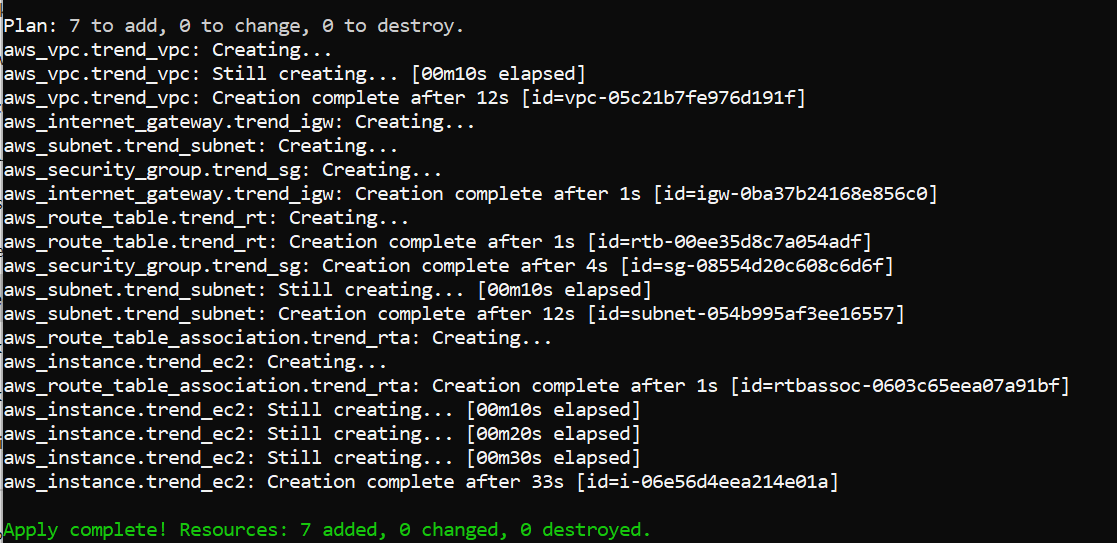 Plan: 7 to add, 0 to change, 0 to destroy.
aws_vpc.trend_vpc: Creating...
aws_vpc.trend_vpc: Still creating... [00m10s elapsed]
aws_vpc.trend_vpc: Creation complete after 12s [id=vpc-05c21b7fe976d191f]
aws_internet_gateway.trend_igw: Creating...
aws_subnet.trend_subnet: Creating...
aws_security_group.trend_sg: Creating...
aws_internet_gateway.trend_igw: Creation complete after 1s [id=igw-0ba37b24168e856c0]
aws_route_table.trend_rt: Creating...
aws_route_table.trend_rt: Creation complete after 1s [id=rtb-00ee35d8c7a054adf]
aws_security_group.trend_sg: Creation complete after 4s [id=sg-08554d20c608c6d6f]
aws_subnet.trend_subnet: Still creating... [00m10s elapsed]
aws_subnet.trend_subnet: Creation complete after 12s [id=subnet-054b995af3ee16557]
aws_route_table_association.trend_rta: Creating...
aws_instance.trend_ec2: Creating...
aws_route_table_association.trend_rta: Creation complete after 1s [id=rtbassoc-0603c65eea07a91bf]
aws_instance.trend_ec2: Still creating... [00m10s elapsed]
aws_instance.trend_ec2: Still creating... [00m20s elapsed]
aws_instance.trend_ec2: Still creating... [00m30s elapsed]
aws_instance.trend_ec2: Creation complete after 33s [id=i-06e56d4eea214e01a]
Apply complete! Resources: 7 added, 0 changed, 0 destroyed.